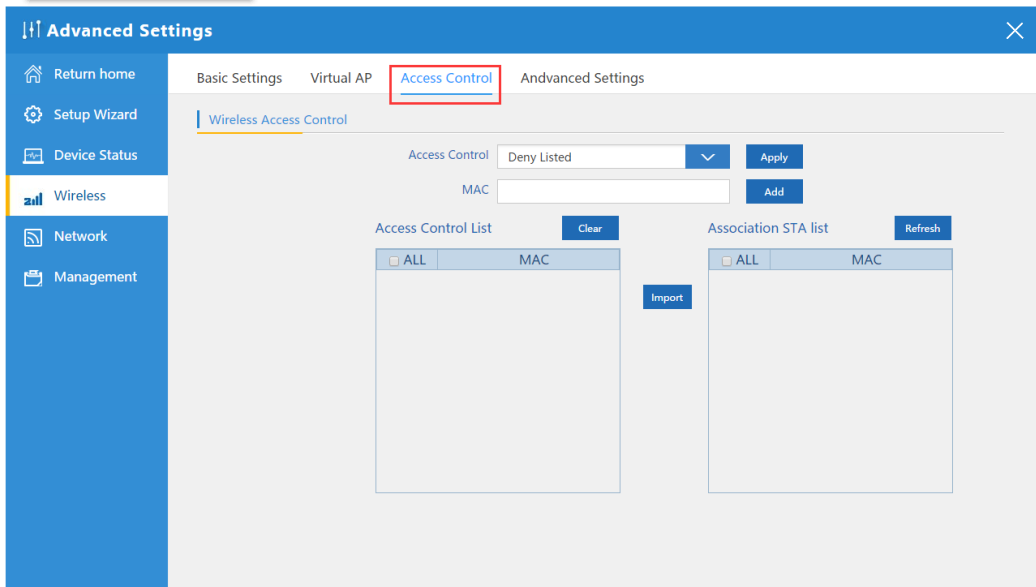 Advanced Settings
Return home
Setup Wizard
Device Status
Wireless
Network
Management
Basic Settings Virtual AP Access Control Andvanced Settings
Wireless Access Control
Access Control Deny Listed Apply
MAC Add
Access Control List Clear Association STA list Refresh
ALL MAC ALL MAC
Import